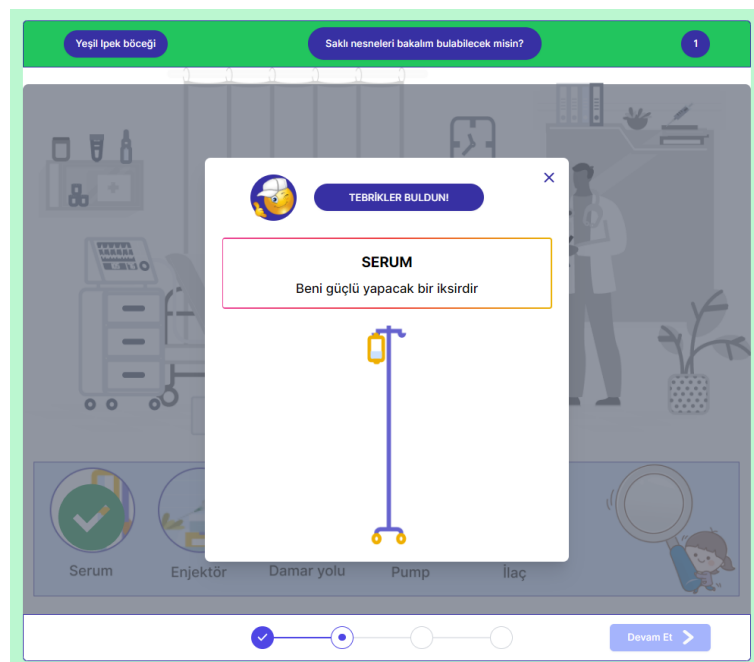 Yeşil Ipek böceği
Saklı nesneleri bakalım bulabilecek misin?
1
TEBRİKLER BULDUN!
SERUM
Beni güçlü yapacak bir iksirdir
Serum
Enjektör
Damar yolu
Pump
İlaç
Devam Et